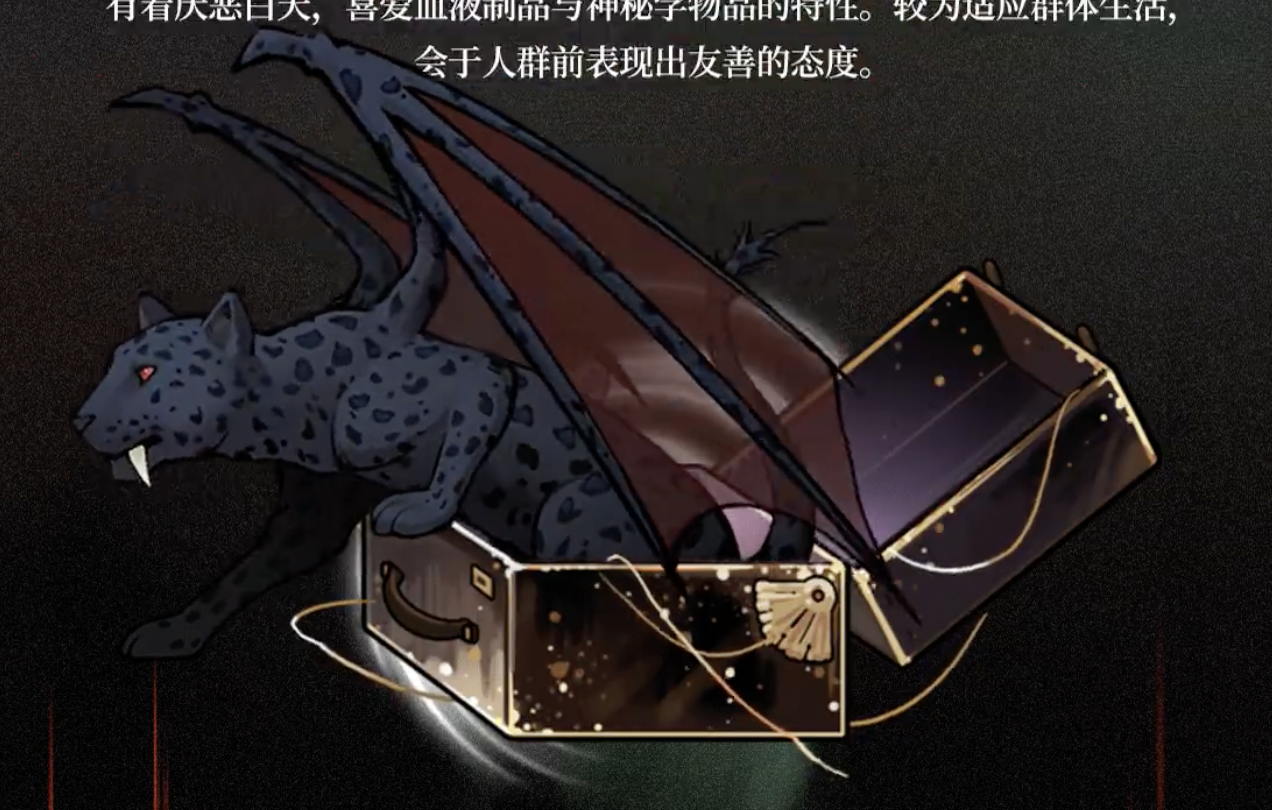 有着厌恶白天，喜爱血液制品与神秘学物品的特性。较为适应群体生活，
会于人群前表现出友善的态度。